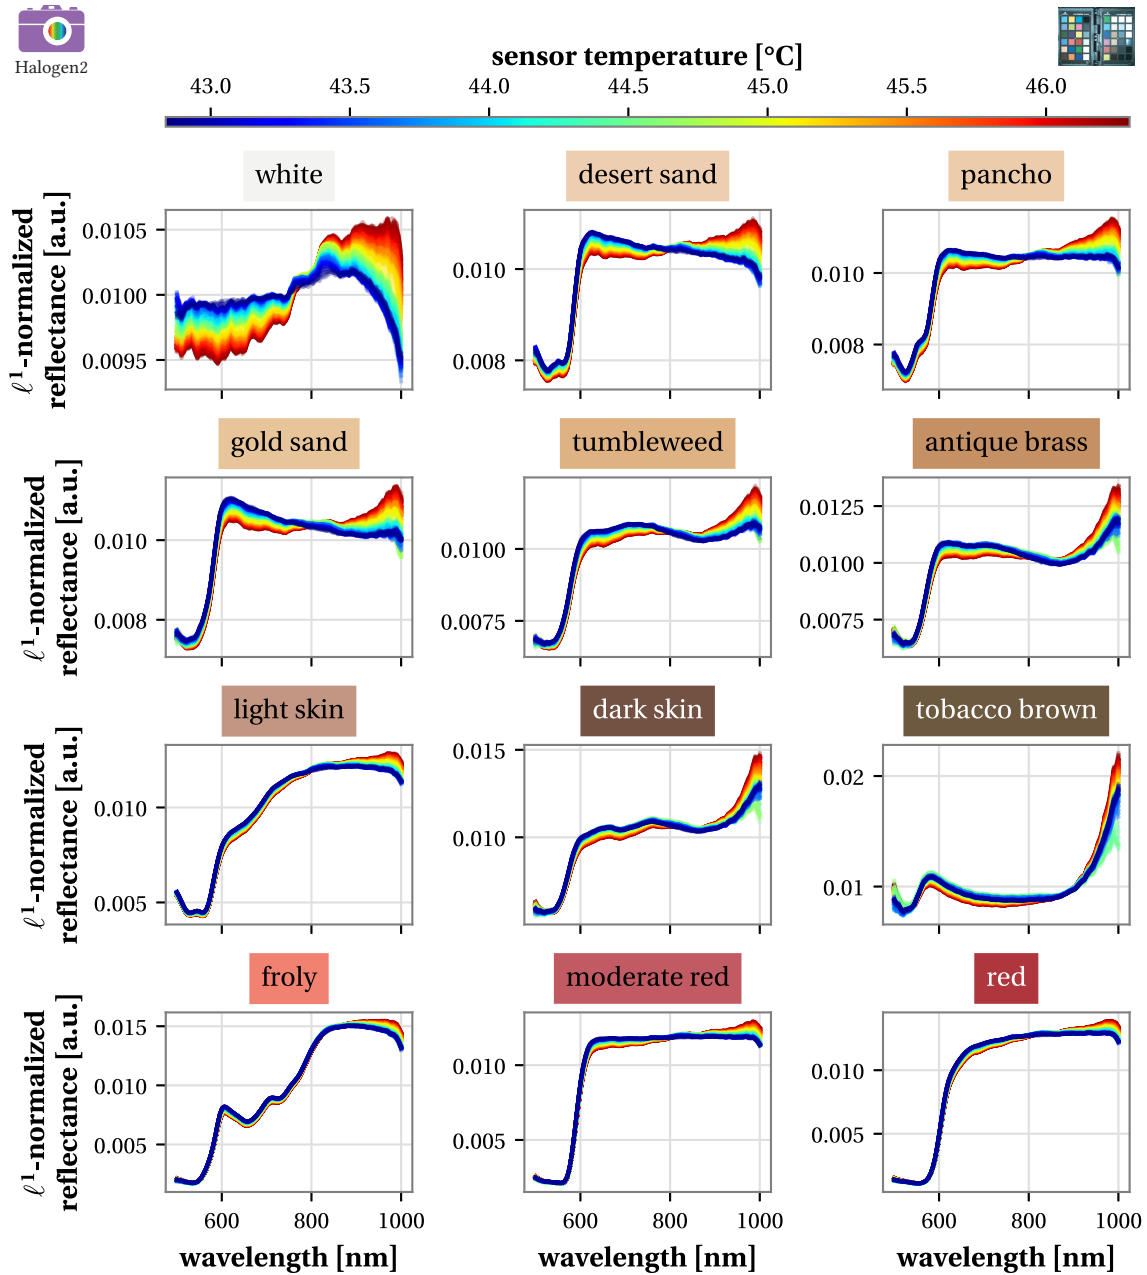 Halogen2
sensor temperature [°C]
43.0 43.5 44.0 44.5 45.0 45.5 46.0
white desert sand pancho
ℓ¹-normalized
reflectance [a.u.]
0.0105
0.0100
0.0095
0.010
0.008
0.010
0.008
gold sand tumbleweed antique brass
ℓ¹-normalized
reflectance [a.u.]
0.010
0.008
0.0100
0.0075
0.0125
0.0100
0.0075
light skin dark skin tobacco brown
ℓ¹-normalized
reflectance [a.u.]
0.010
0.005
0.015
0.010
0.02
0.01
froly moderate red red
ℓ¹-normalized
reflectance [a.u.]
0.015
0.010
0.005
0.010
0.005
0.010
0.005
600 800 1000 600 800 1000 600 800 1000
wavelength [nm] wavelength [nm] wavelength [nm]